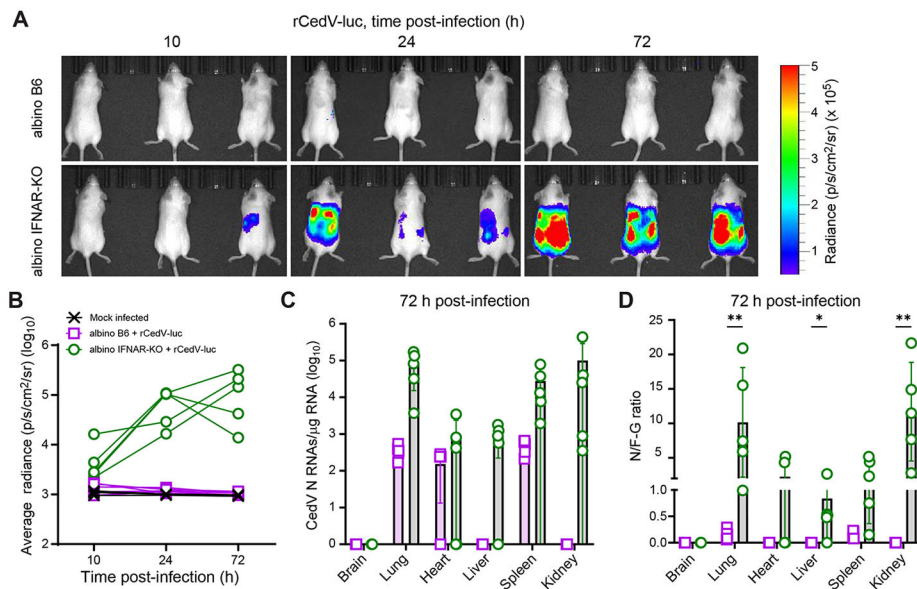 A
rCedV-luc, time post-infection (h)
10 24 72
albino B6
albino IFNAR-KO
5
4
3
2
1
Radiance (p/s/cm2/sr) (x 10⁵)
B
Mock infected
albino B6 + rCedV-luc
albino IFNAR-KO + rCedV-luc
Average radiance (p/s/cm2/sr) (log₁₀)
6
5
4
3
2
10 24 72
Time post-infection (h)
C
72 h post-infection
CedV N RNAs/µg RNA (log₁₀)
6
5
4
3
2
1
0
Brain Lung Heart Liver Spleen Kidney
D
72 h post-infection
** * **
N/F-G ratio
25
20
15
10
5
1.0
0.5
0.0
Brain Lung Heart Liver Spleen Kidney